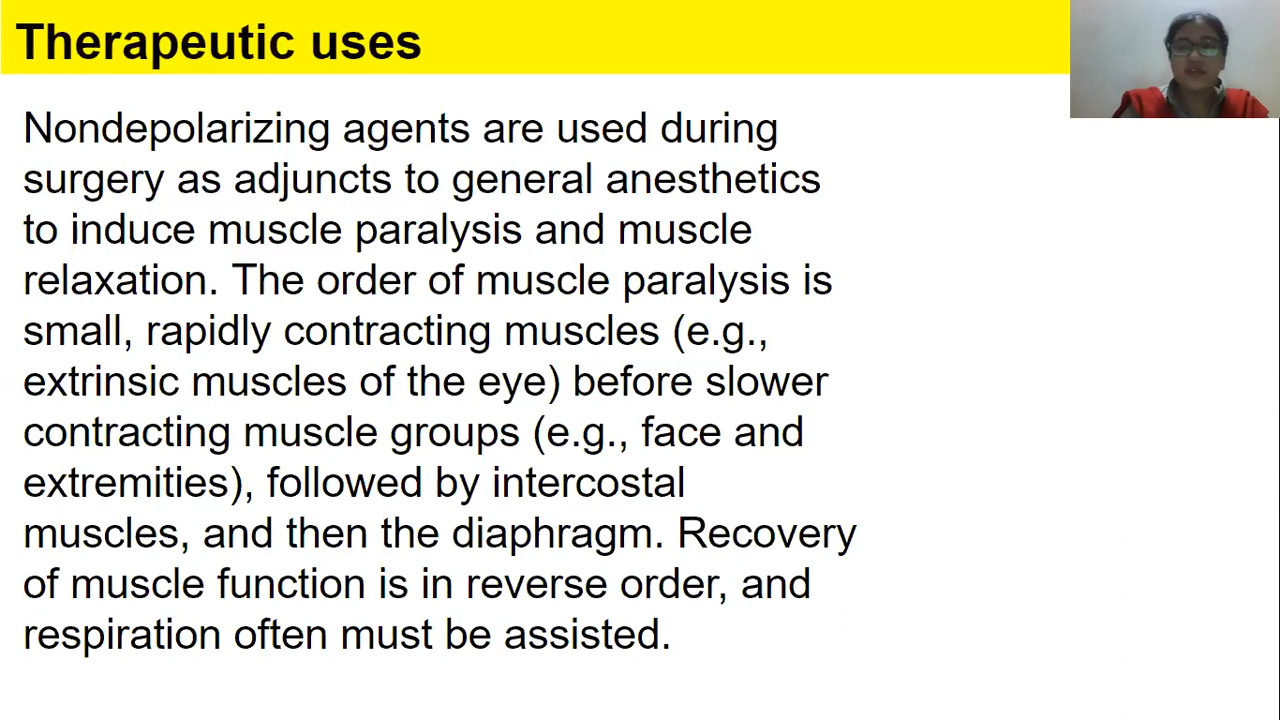 Therapeutic uses
Nondepolarizing agents are used during
surgery as adjuncts to general anesthetics
to induce muscle paralysis and muscle
relaxation. The order of muscle paralysis is
small, rapidly contracting muscles (e.g.,
extrinsic muscles of the eye) before slower
contracting muscle groups (e.g., face and
extremities), followed by intercostal
muscles, and then the diaphragm. Recovery
of muscle function is in reverse order, and
respiration often must be assisted.